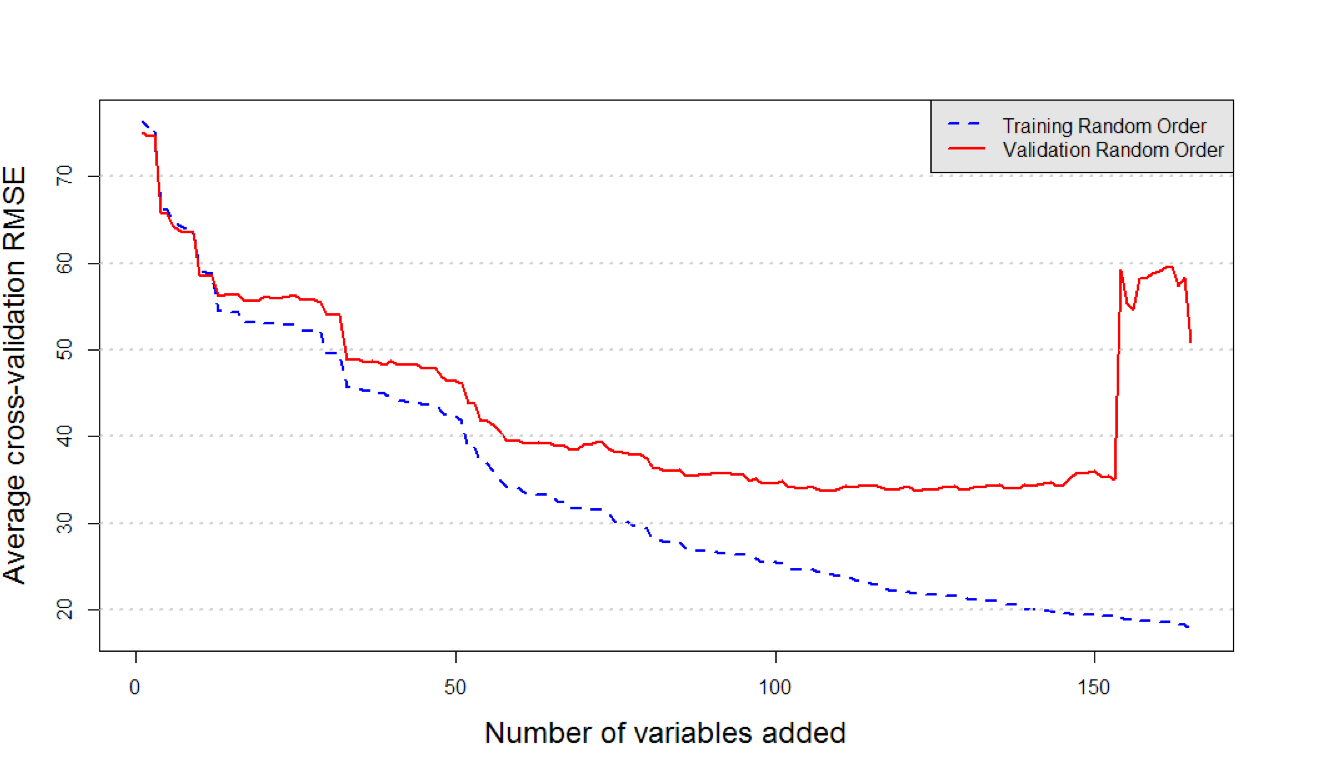 Training Random Order
Validation Random Order
Average cross-validation RMSE
70
60
50
40
30
20
0 50 100 150
Number of variables added